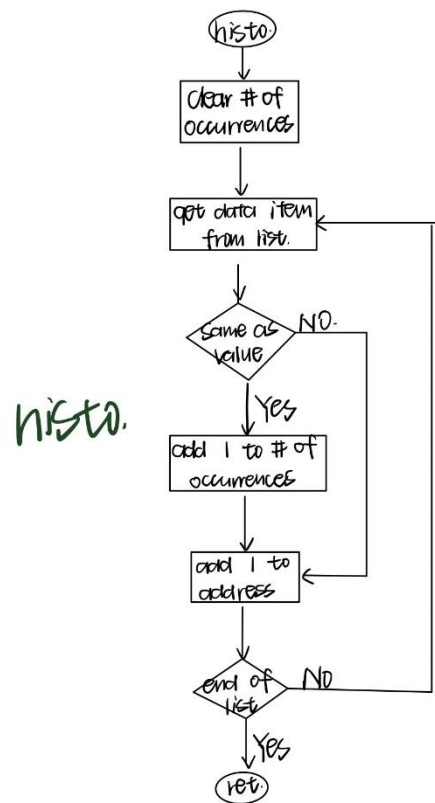 histo.
clear # of
occurrences
get data item
from list.
same as
value
NO.
Yes
histo.
add 1 to # of
occurrences
add 1 to
address
end of
list
NO
Yes
ret.